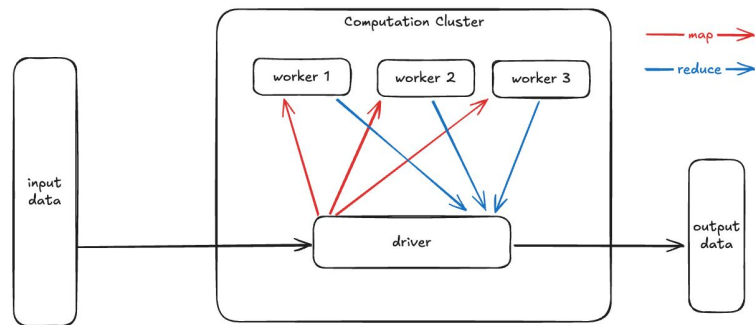 Computation Cluster
map
reduce
worker 1
worker 2
worker 3
input
data
driver
output
data